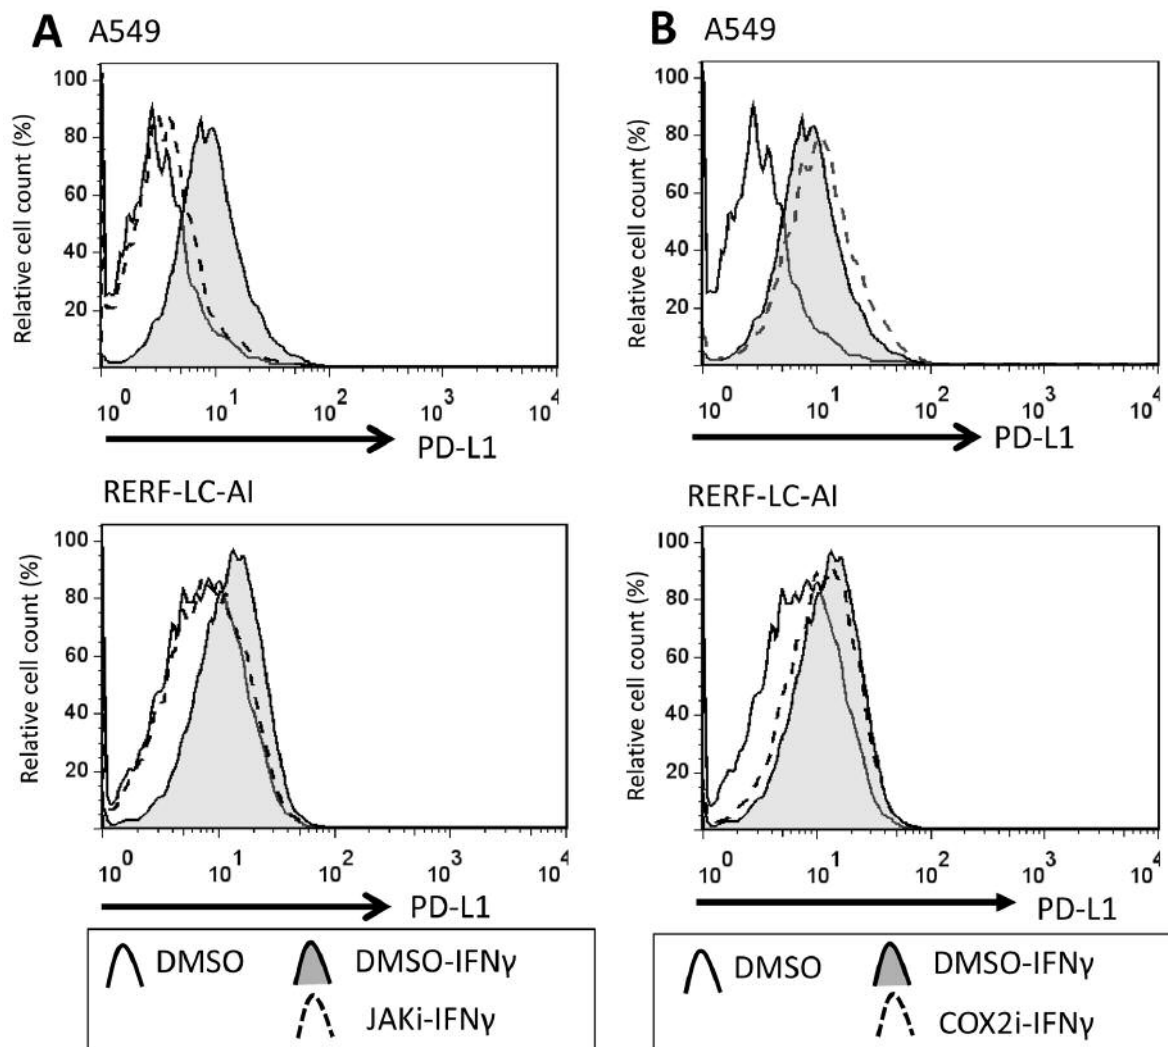 A A549
Relative cell count (%)
100
80
60
40
20
10^0 10^1 10^2 10^3 10^4
PD-L1
RERF-LC-AI
Relative cell count (%)
100
80
60
40
20
10^0 10^1 10^2 10^3 10^4
PD-L1
DMSO DMSO-IFNγ
JAKi-IFNγ
B A549
Relative cell count (%)
100
80
60
40
20
10^0 10^1 10^2 10^3 10^4
PD-L1
RERF-LC-AI
Relative cell count (%)
100
80
60
40
20
10^0 10^1 10^2 10^3 10^4
PD-L1
DMSO DMSO-IFNγ
COX2i-IFNγ